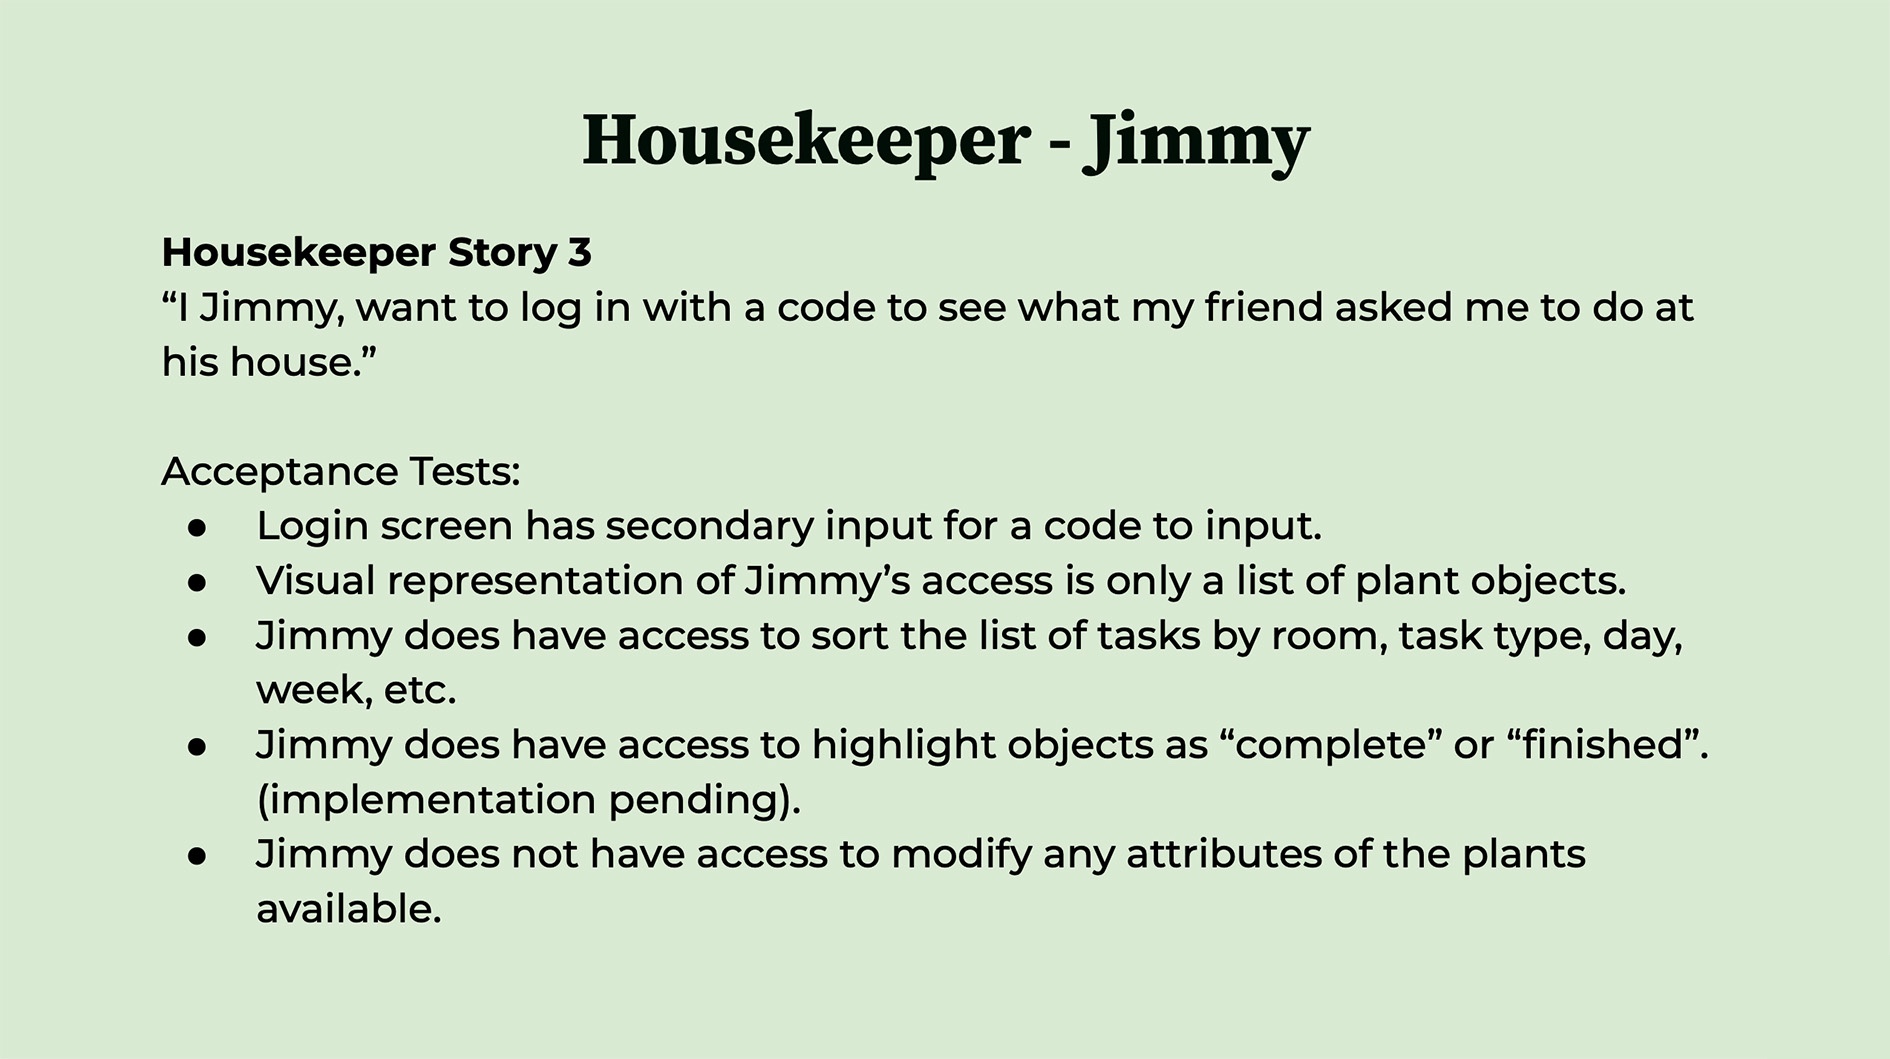 Housekeeper - Jimmy
Housekeeper Story 3
“I Jimmy, want to log in with a code to see what my friend asked me to do at
his house.”
Acceptance Tests:
● Login screen has secondary input for a code to input.
● Visual representation of Jimmy’s access is only a list of plant objects.
● Jimmy does have access to sort the list of tasks by room, task type, day,
week, etc.
● Jimmy does have access to highlight objects as “complete” or “finished”.
(implementation pending).
● Jimmy does not have access to modify any attributes of the plants
available.